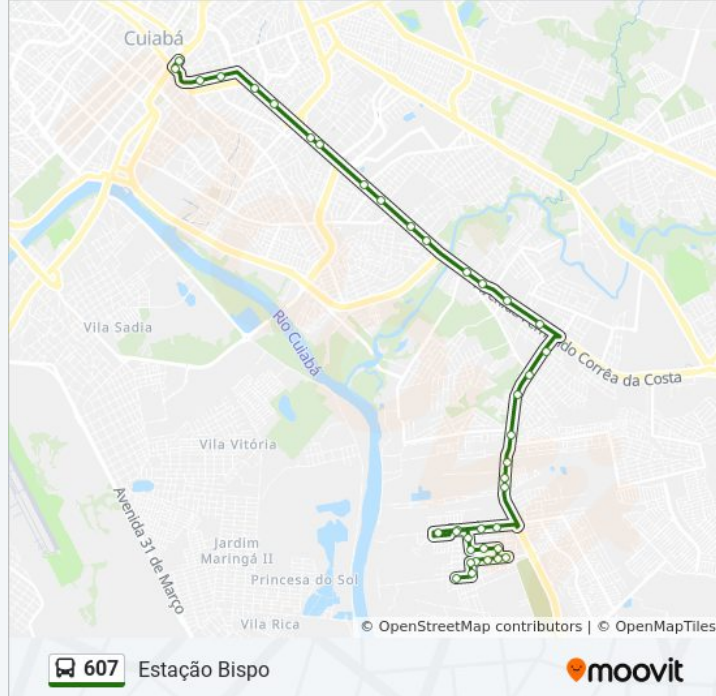 Cuiabá
Rio Cuiabá
Vila Sadia
do Corrêa da Costa
Vila Vitória
Avenida 31 de Março
Jardim
Maringá II
Princesa do Sol
Vila Rica
© OpenStreetMap contributors | © OpenMapTiles
607 Estação Bispo
moovit